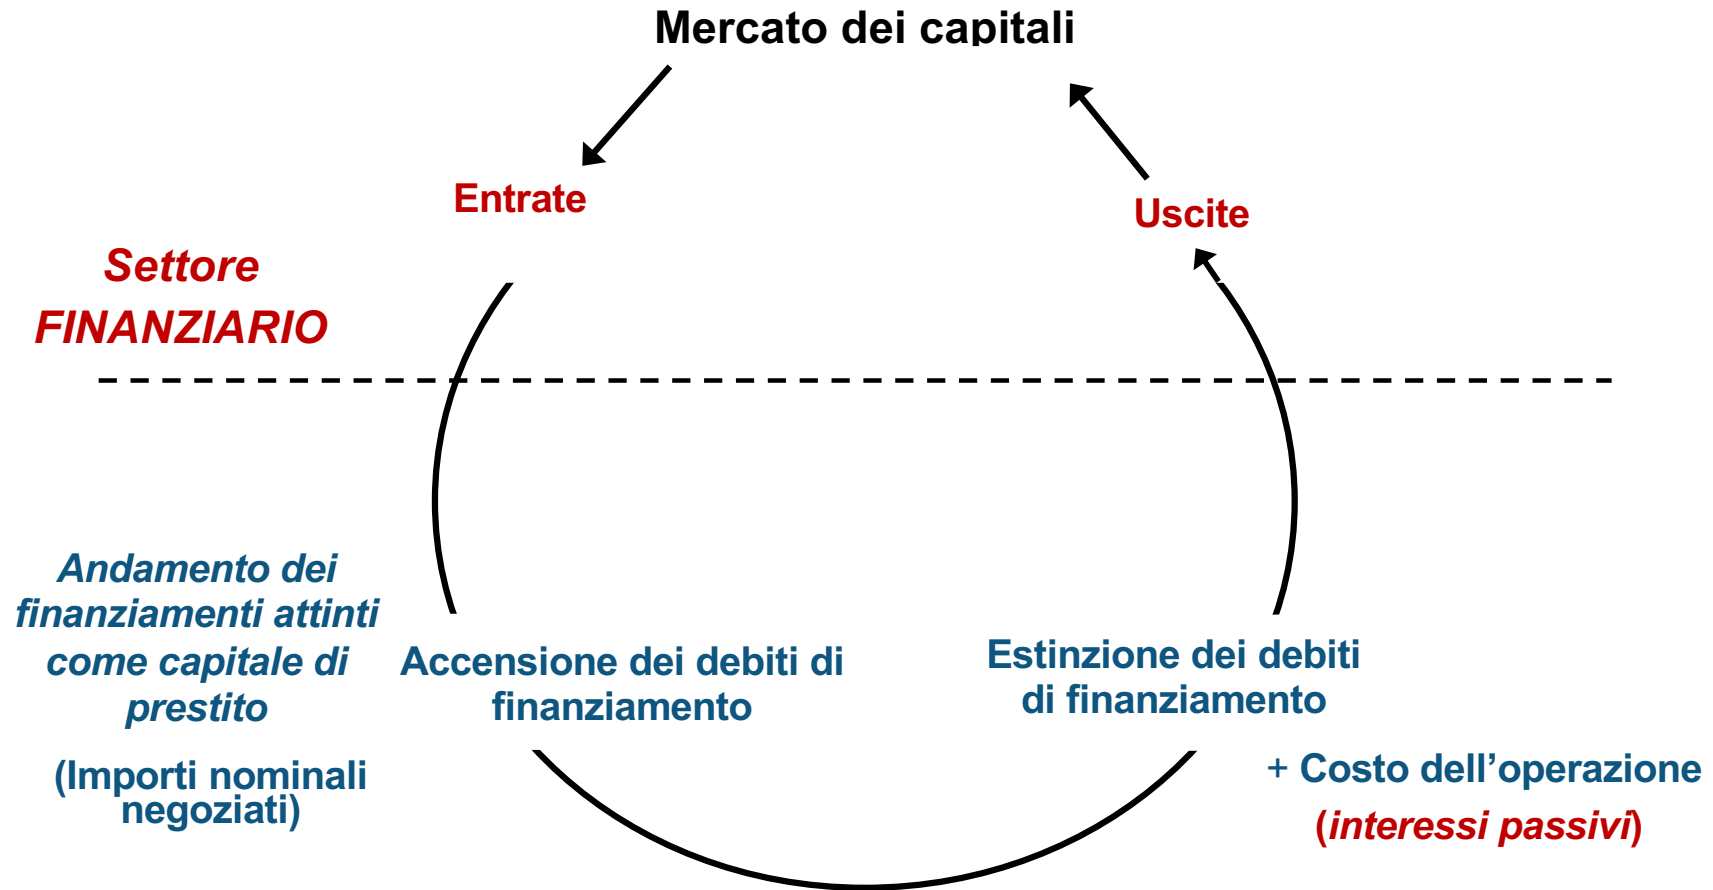 Mercato dei capitali
Entrate
Uscite
Settore
FINANZIARIO
Andamento dei
finanziamenti attinti
come capitale di
prestito
(Importi nominali
negoziati)
Accensione dei debiti di
finanziamento
Estinzione dei debiti
di finanziamento
+ Costo dell’operazione
(interessi passivi)